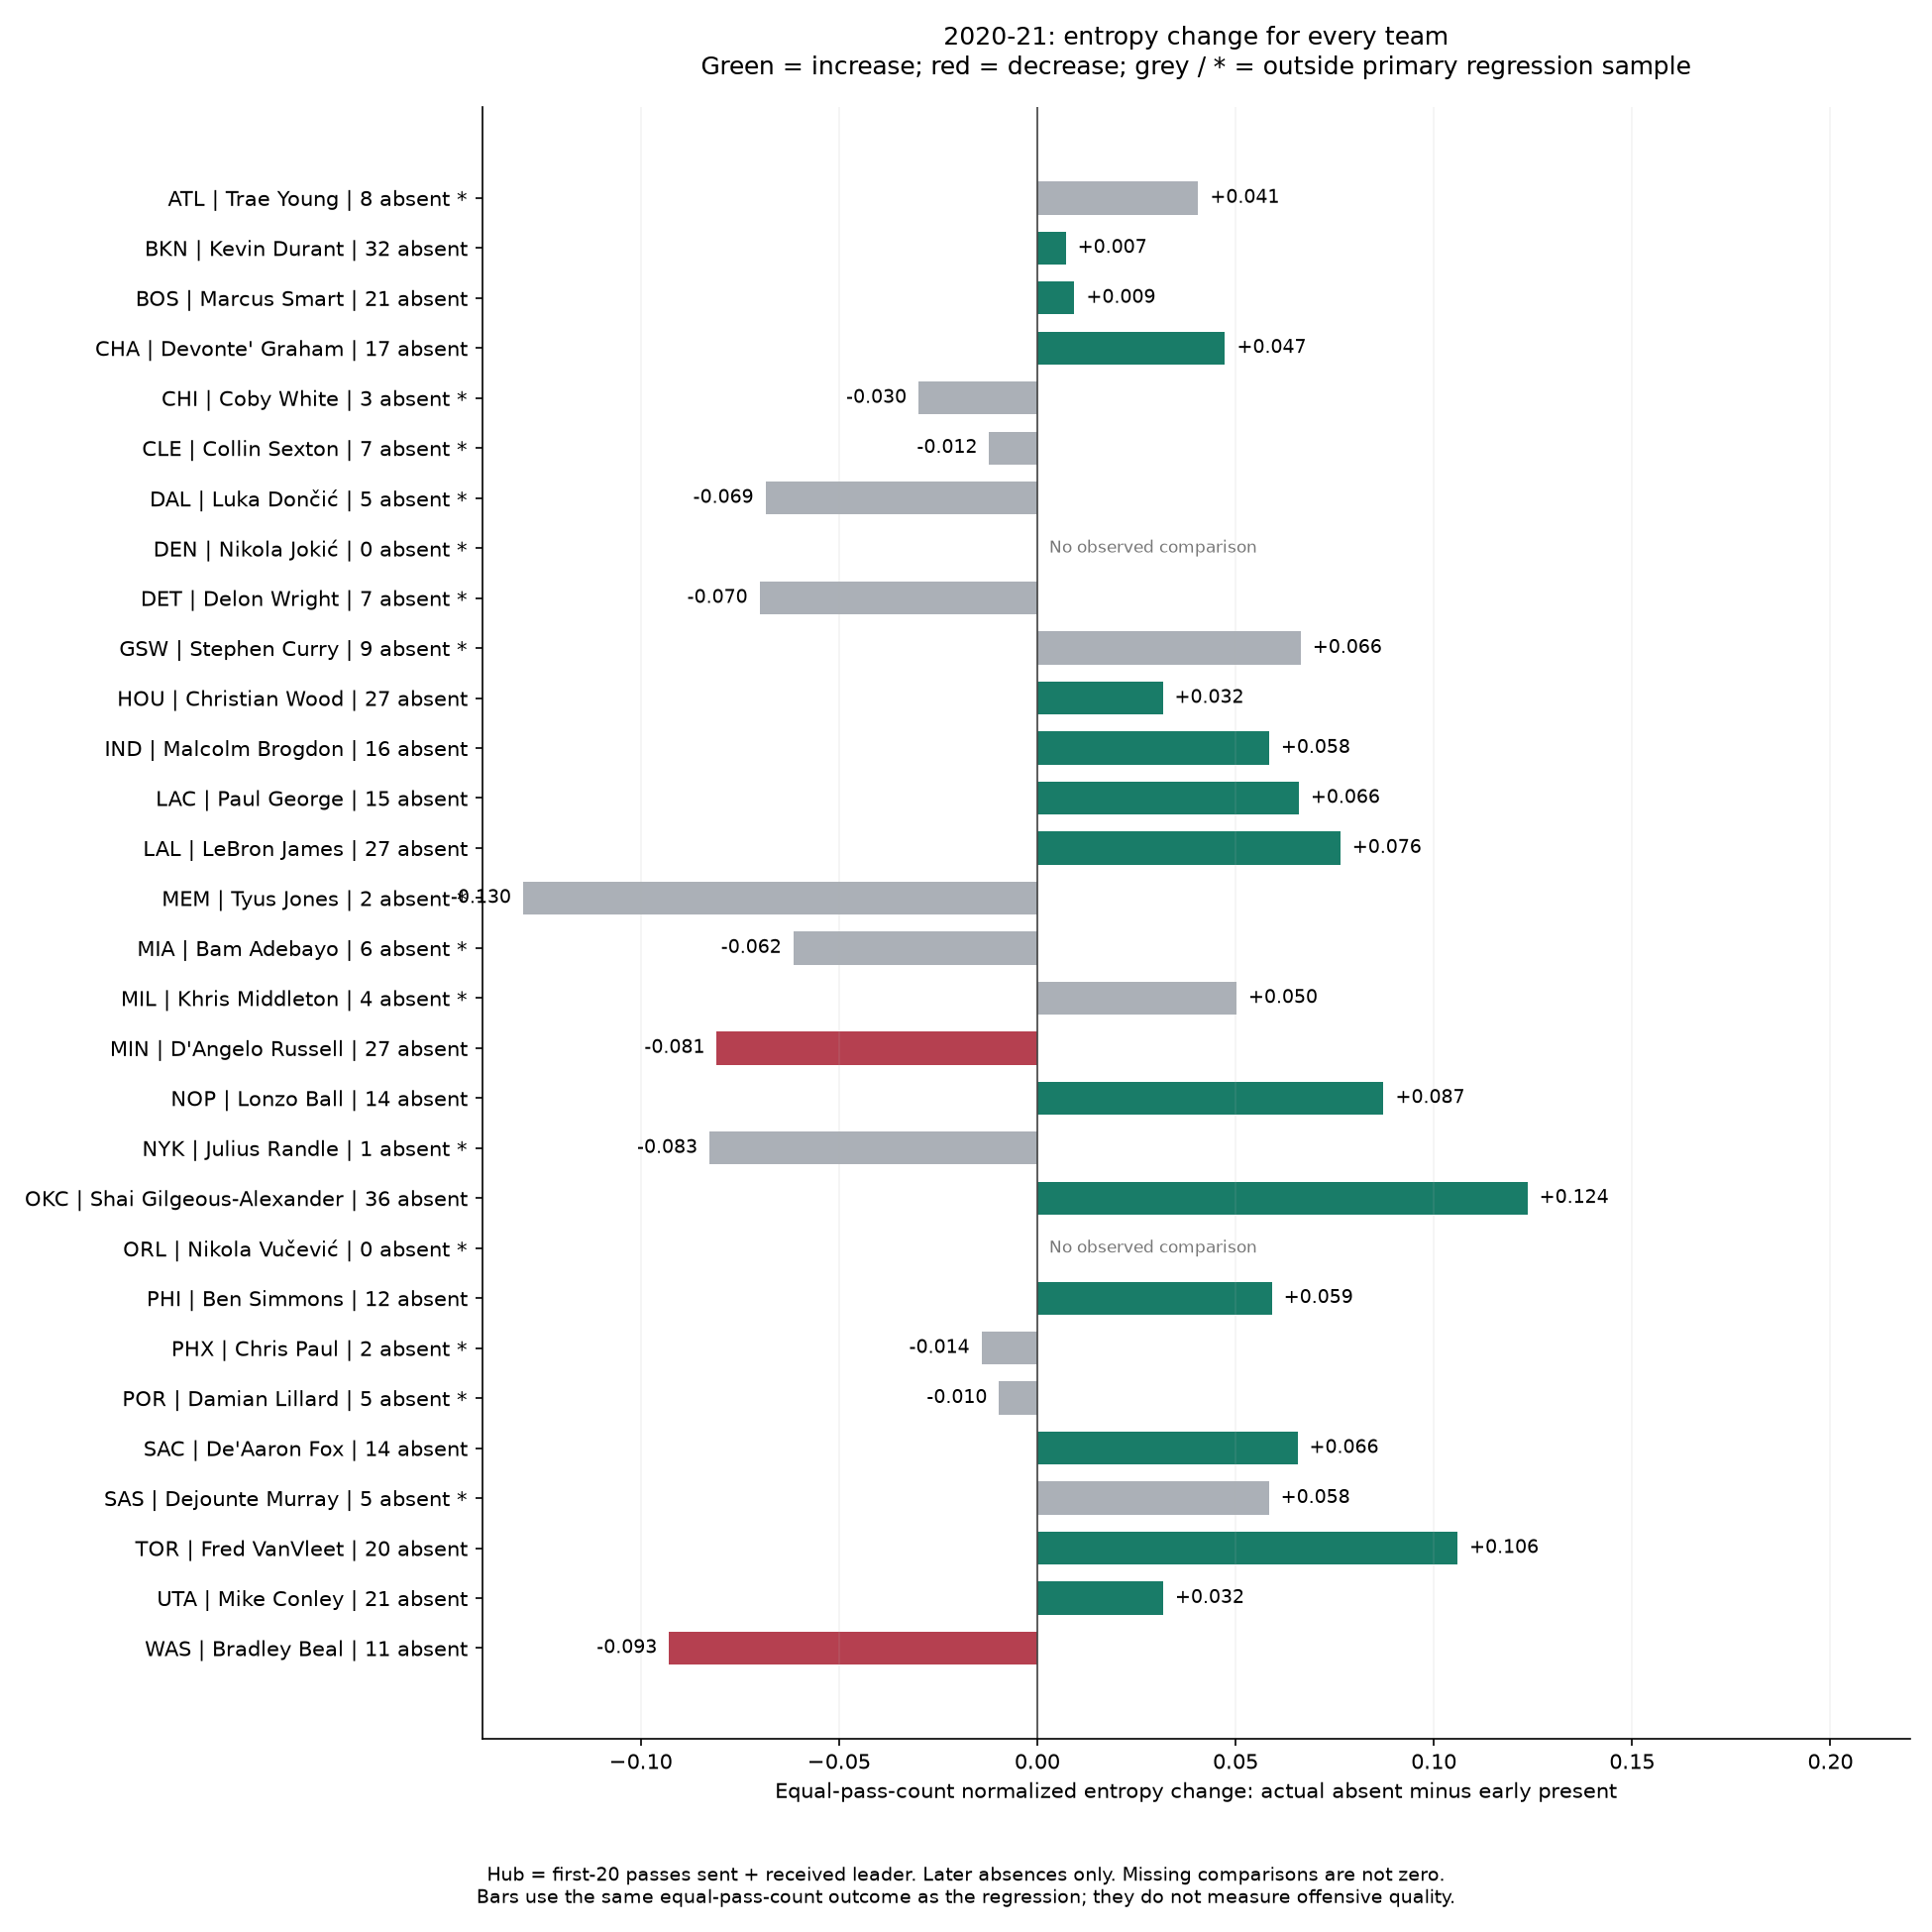 2020-21: entropy change for every team
Green = increase; red = decrease; grey / * = outside primary regression sample
ATL | Trae Young | 8 absent * +0.041
BKN | Kevin Durant | 32 absent +0.007
BOS | Marcus Smart | 21 absent +0.009
CHA | Devonte' Graham | 17 absent +0.047
CHI | Coby White | 3 absent * -0.030
CLE | Collin Sexton | 7 absent * -0.012
DAL | Luka Dončić | 5 absent * -0.069
DEN | Nikola Jokić | 0 absent * No observed comparison
DET | Delon Wright | 7 absent * -0.070
GSW | Stephen Curry | 9 absent * +0.066
HOU | Christian Wood | 27 absent +0.032
IND | Malcolm Brogdon | 16 absent +0.058
LAC | Paul George | 15 absent +0.066
LAL | LeBron James | 27 absent +0.076
MEM | Tyus Jones | 2 absent * -0.130
MIA | Bam Adebayo | 6 absent * -0.062
MIL | Khris Middleton | 4 absent * +0.050
MIN | D'Angelo Russell | 27 absent -0.081
NOP | Lonzo Ball | 14 absent +0.087
NYK | Julius Randle | 1 absent * -0.083
OKC | Shai Gilgeous-Alexander | 36 absent +0.124
ORL | Nikola Vučević | 0 absent * No observed comparison
PHI | Ben Simmons | 12 absent +0.059
PHX | Chris Paul | 2 absent * -0.014
POR | Damian Lillard | 5 absent * -0.010
SAC | De'Aaron Fox | 14 absent +0.066
SAS | Dejounte Murray | 5 absent * +0.058
TOR | Fred VanVleet | 20 absent +0.106
UTA | Mike Conley | 21 absent +0.032
WAS | Bradley Beal | 11 absent -0.093
−0.10 −0.05 0.00 0.05 0.10 0.15 0.20
Equal-pass-count normalized entropy change: actual absent minus early present
Hub = first-20 passes sent + received leader. Later absences only. Missing comparisons are not zero.
Bars use the same equal-pass-count outcome as the regression; they do not measure offensive quality.